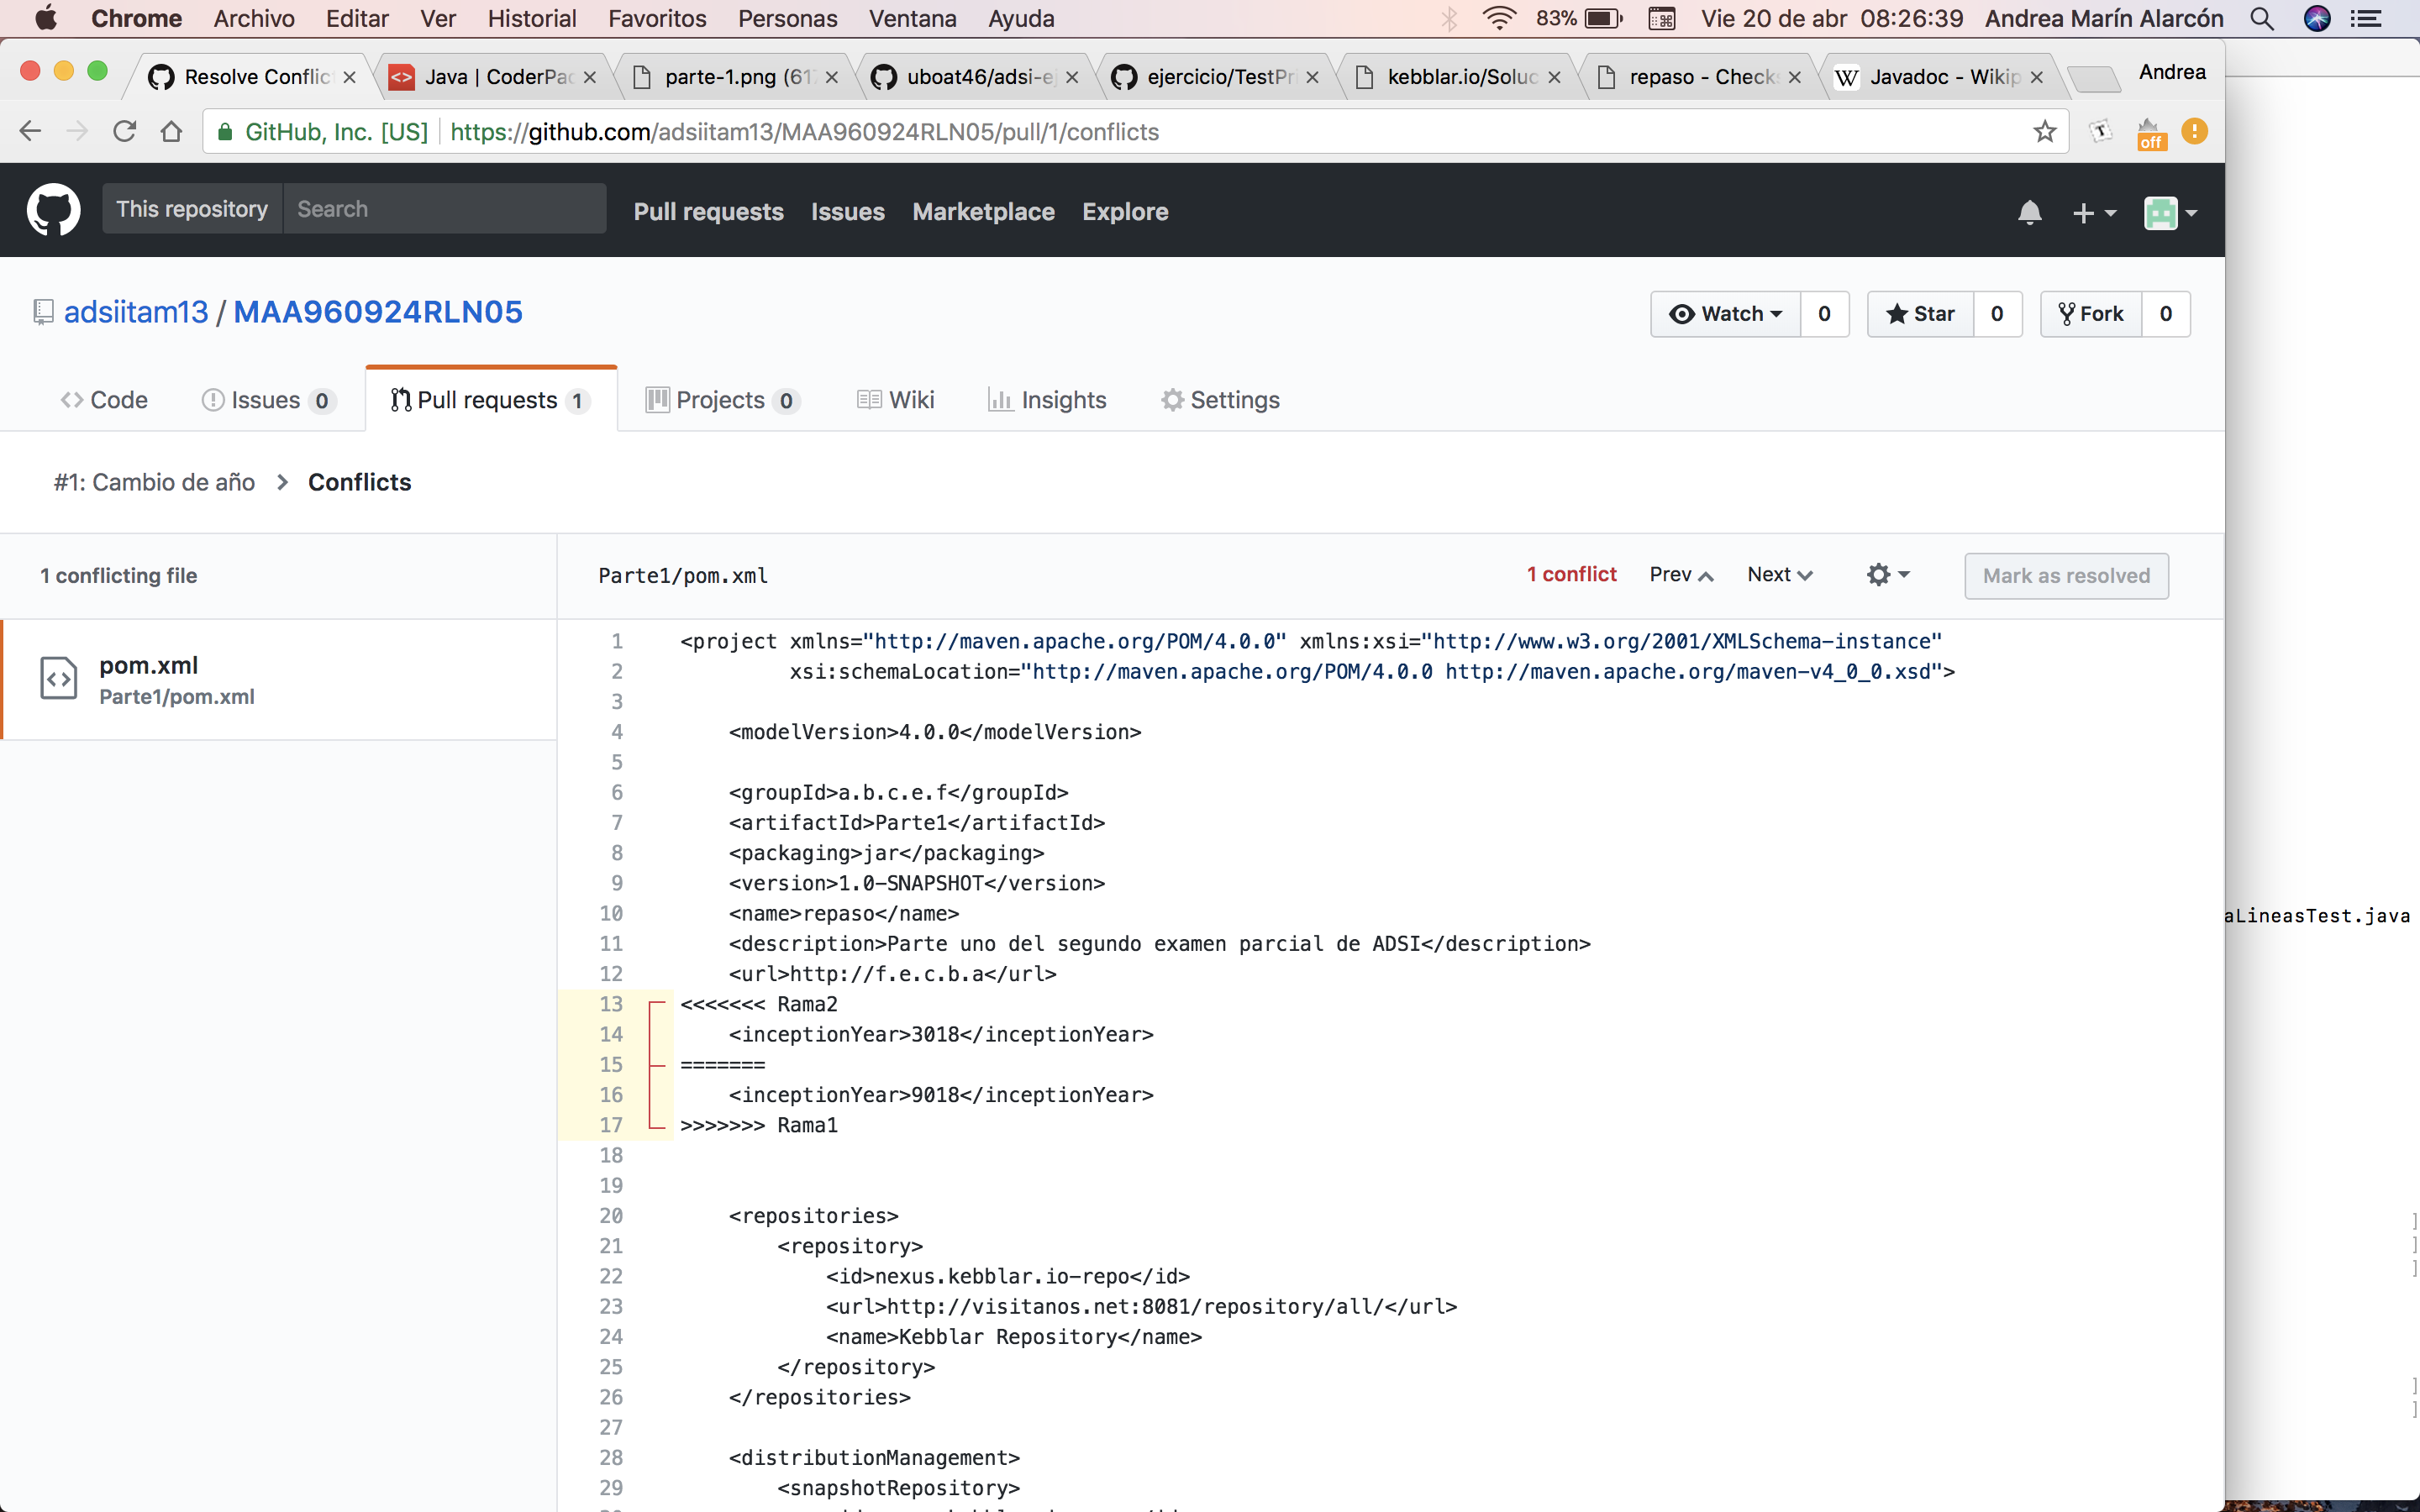 Chrome Archivo Editar Ver Historial Favoritos Personas Ventana Ayuda 83% Vie 20 de abr 08:26:39 Andrea Marín Alarcón
Resolve Conflic Java | CoderPac parte-1.png (617 uboat46/adsi-ej ejercicio/TestPri kebblar.io/Soluc repaso - Checks Javadoc - Wikip Andrea
GitHub, Inc. [US] https://github.com/adsiitam13/MAA960924RLN05/pull/1/conflicts off
This repository Search Pull requests Issues Marketplace Explore
adsiitam13 / MAA960924RLN05 Watch 0 Star 0 Fork 0
Code Issues 0 Pull requests 1 Projects 0 Wiki Insights Settings
#1: Cambio de año > Conflicts
1 conflicting file
pom.xml
Parte1/pom.xml
Parte1/pom.xml 1 conflict Prev Next Mark as resolved
1 <project xmlns="http://maven.apache.org/POM/4.0.0" xmlns:xsi="http://www.w3.org/2001/XMLSchema-instance"
2 xsi:schemaLocation="http://maven.apache.org/POM/4.0.0 http://maven.apache.org/maven-v4_0_0.xsd">
3
4 <modelVersion>4.0.0</modelVersion>
5
6 <groupId>a.b.c.e.f</groupId>
7 <artifactId>Parte1</artifactId>
8 <packaging>jar</packaging>
9 <version>1.0-SNAPSHOT</version>
10 <name>repaso</name>
11 <description>Parte uno del segundo examen parcial de ADSI</description>
12 <url>http://f.e.c.b.a</url>
13 <<<<<<< Rama2
14 <inceptionYear>3018</inceptionYear>
15 =======
16 <inceptionYear>9018</inceptionYear>
17 >>>>>>> Rama1
18
19
20 <repositories>
21 <repository>
22 <id>nexus.kebblar.io-repo</id>
23 <url>http://visitanos.net:8081/repository/all/</url>
24 <name>Kebblar Repository</name>
25 </repository>
26 </repositories>
27
28 <distributionManagement>
29 <snapshotRepository>
aLineasTest.java
]
]
]
]
]